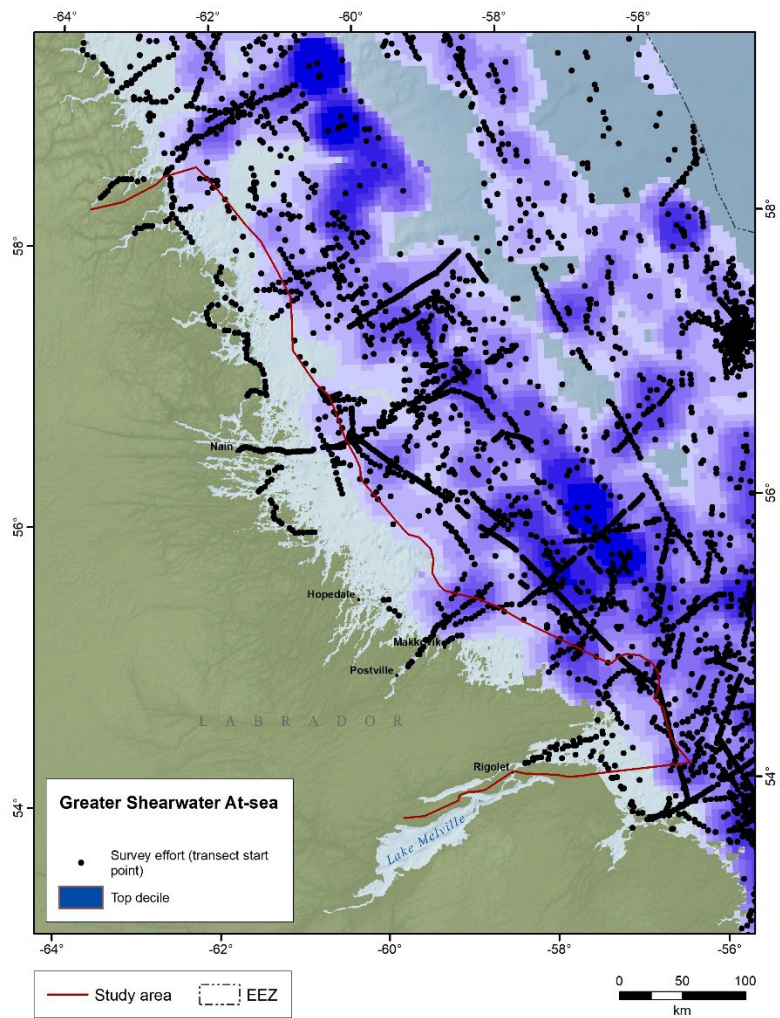 -64° -62° -60° -58° -56°
58° 58°
Nain
56° 56°
Hopedale
Makkovik
Postville
L A B R A D O R
Rigolet
54° 54°
Lake Melville
Greater Shearwater At-sea
Survey effort (transect start
point)
Top decile
-64° -62° -60° -58° -56°
Study area EEZ
0 50 100
km